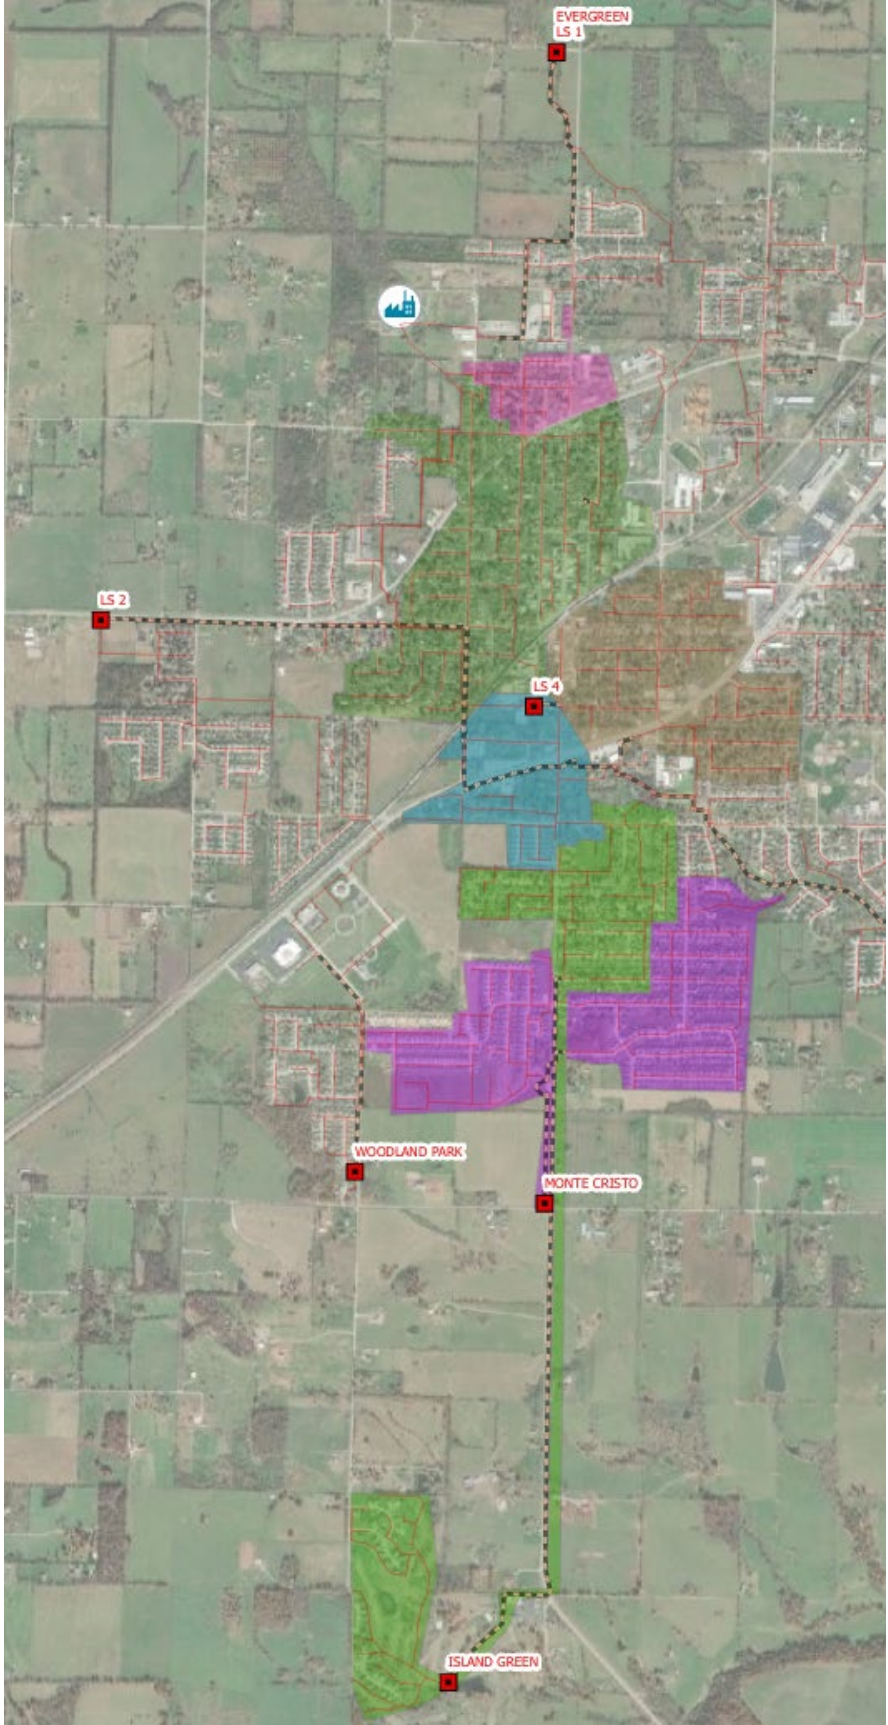 EVERGREEN
LS 1
LS 2
LS 4
WOODLAND PARK
MONTE CRISTO
ISLAND GREEN